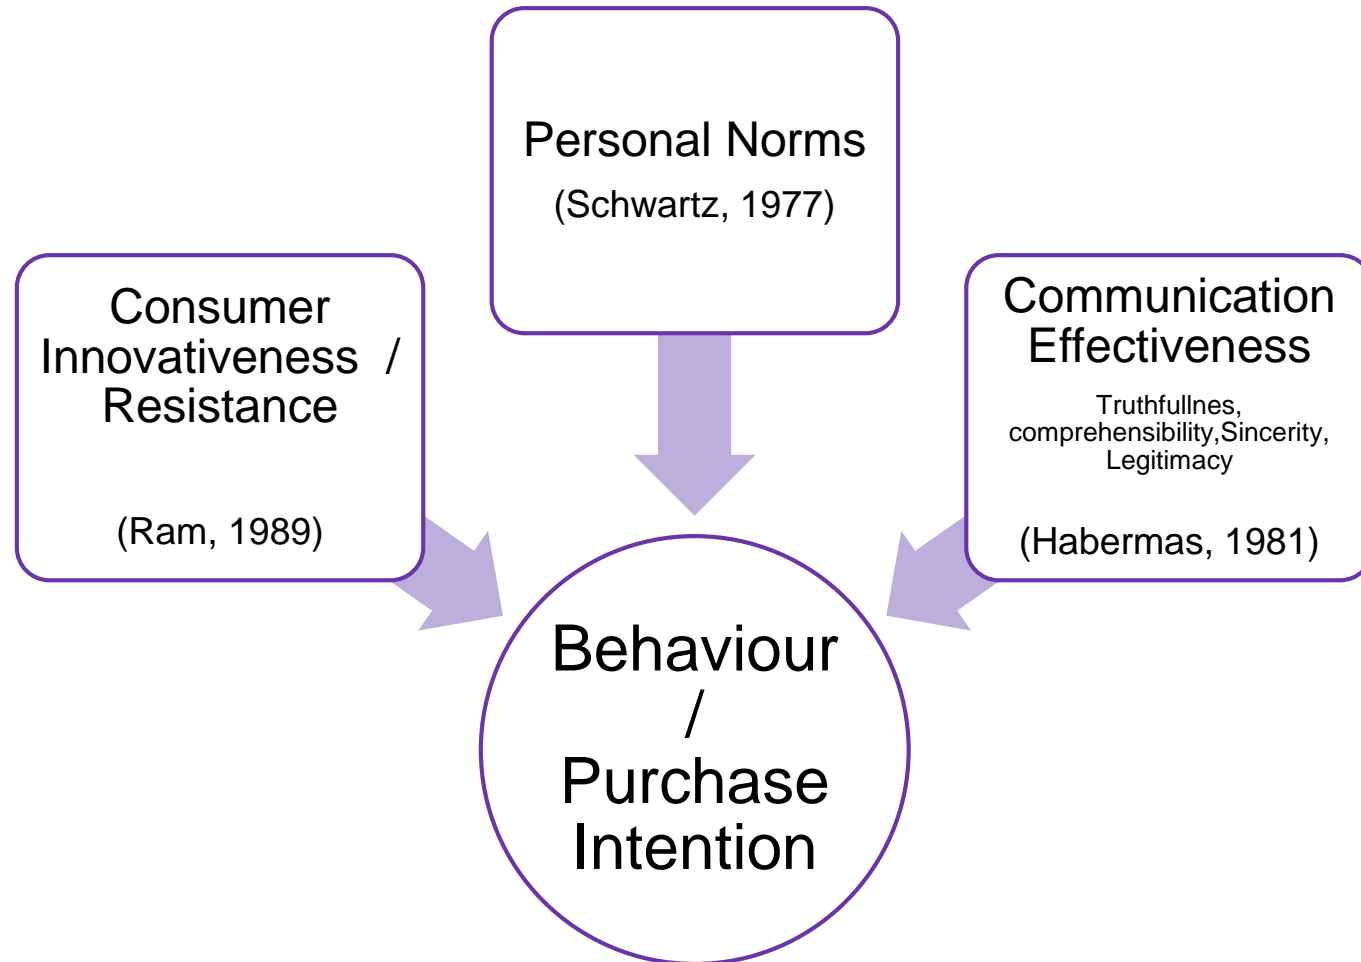 Personal Norms
(Schwartz, 1977)
Consumer
Innovativeness /
Resistance
(Ram, 1989)
Communication
Effectiveness
Truthfullnes,
comprehensibility,Sincerity,
Legitimacy
(Habermas, 1981)
Behaviour
/
Purchase
Intention